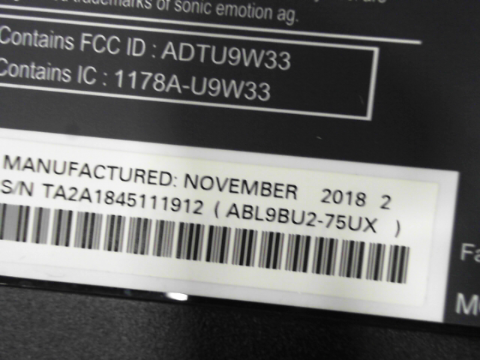 trademarks of sonic emotion ag.
Contains FCC ID : ADTU9W33
Contains IC : 1178A-U9W33
MANUFACTURED: NOVEMBER 2018 2
S/N TA2A1845111912 ( ABL9BU2-75UX )